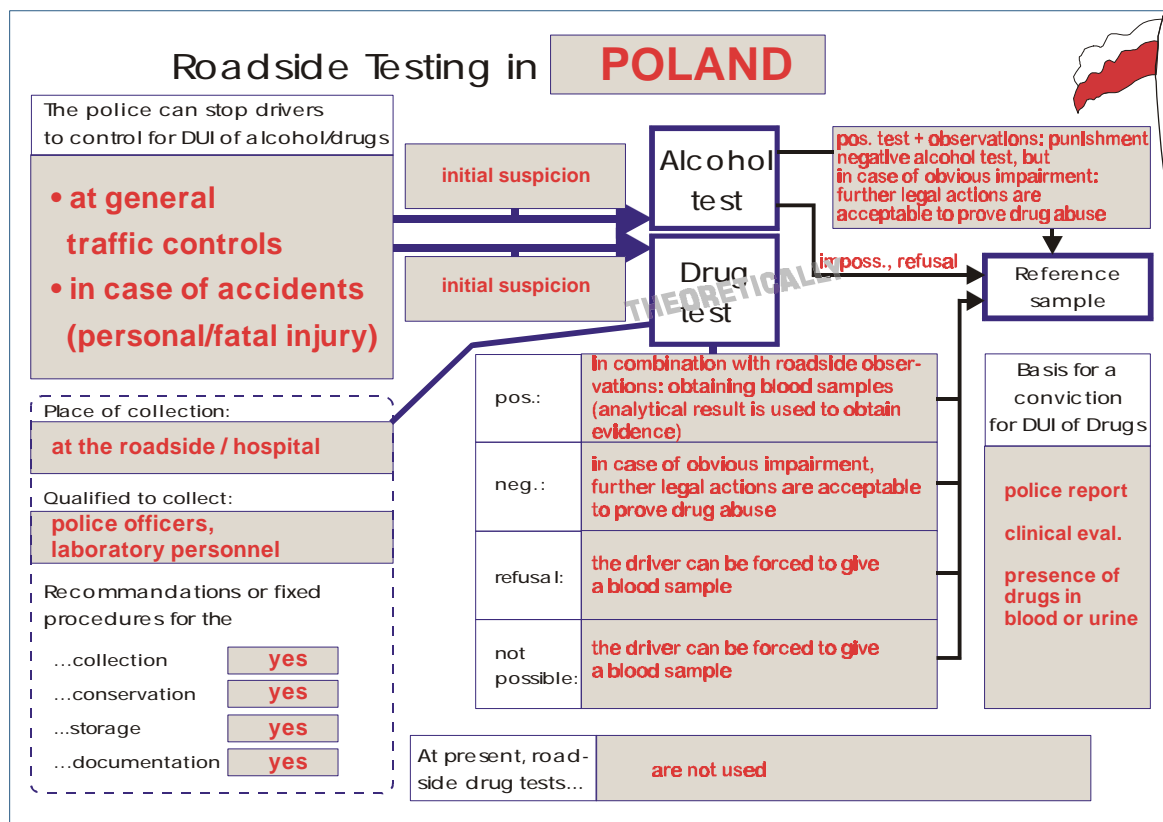 Roadside Testing in POLAND
The police can stop drivers
to control for DUI of alcohol/drugs
• at general
traffic controls
• in case of accidents
(personal/fatal injury)
initial suspicion
initial suspicion
Alcohol
test
Drug
test
THEORETICALLY
pos. test + observations: punishment
negative alcohol test, but
in case of obvious impairment:
further legal actions are
acceptable to prove drug abuse
imposs., refusal
Reference
sample
Place of collection:
at the roadside / hospital
Qualified to collect:
police officers,
laboratory personnel
Recommandations or fixed
procedures for the
...collection yes
...conservation yes
...storage yes
...documentation yes
pos.:
in combination with roadside obser-
vations: obtaining blood samples
(analytical result is used to obtain
evidence)
neg.:
in case of obvious impairment,
further legal actions are acceptable
to prove drug abuse
refusal:
the driver can be forced to give
a blood sample
not
possible:
the driver can be forced to give
a blood sample
Basis for a
conviction
for DUI of Drugs
police report
clinical eval.
presence of
drugs in
blood or urine
At present, road-
side drug tests...
are not used